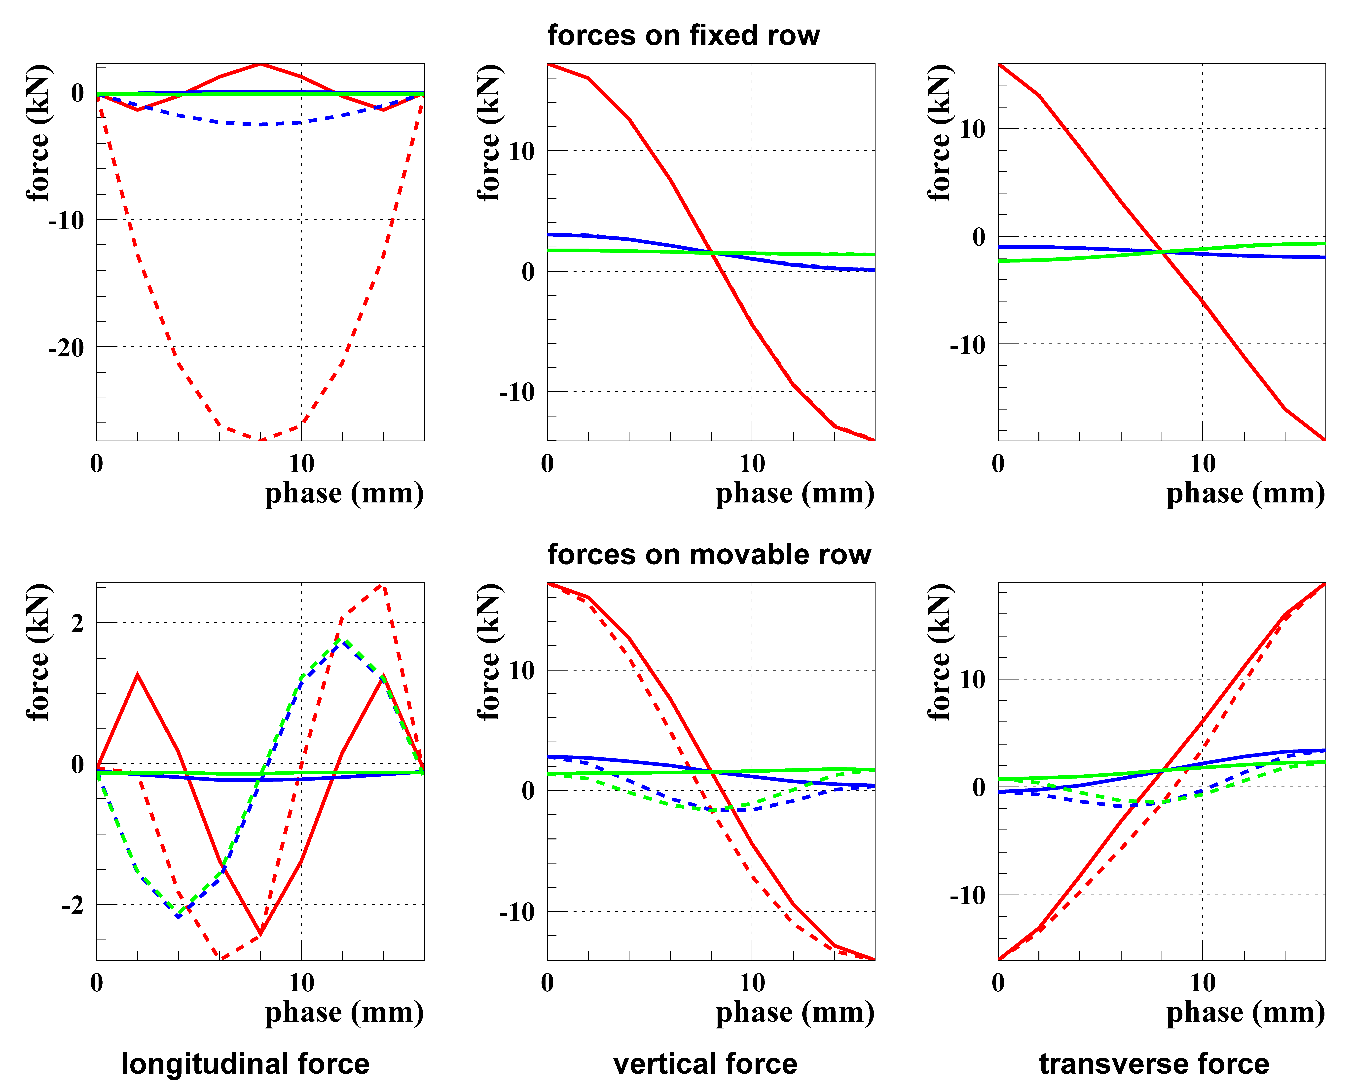 forces on fixed row
force (kN)
0
-10
-20
0 10
phase (mm)
force (kN)
10
0
-10
0 10
phase (mm)
force (kN)
10
0
-10
0 10
phase (mm)
forces on movable row
force (kN)
2
0
-2
0 10
phase (mm)
force (kN)
10
0
-10
0 10
phase (mm)
force (kN)
10
0
-10
0 10
phase (mm)
longitudinal force
vertical force
transverse force